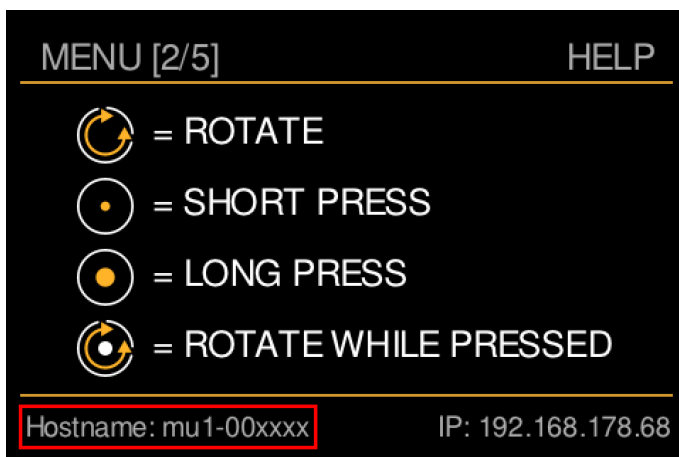 MENU [2/5] HELP
= ROTATE
= SHORT PRESS
= LONG PRESS
= ROTATE WHILE PRESSED
Hostname: mu1-00xxxx IP: 192.168.178.68